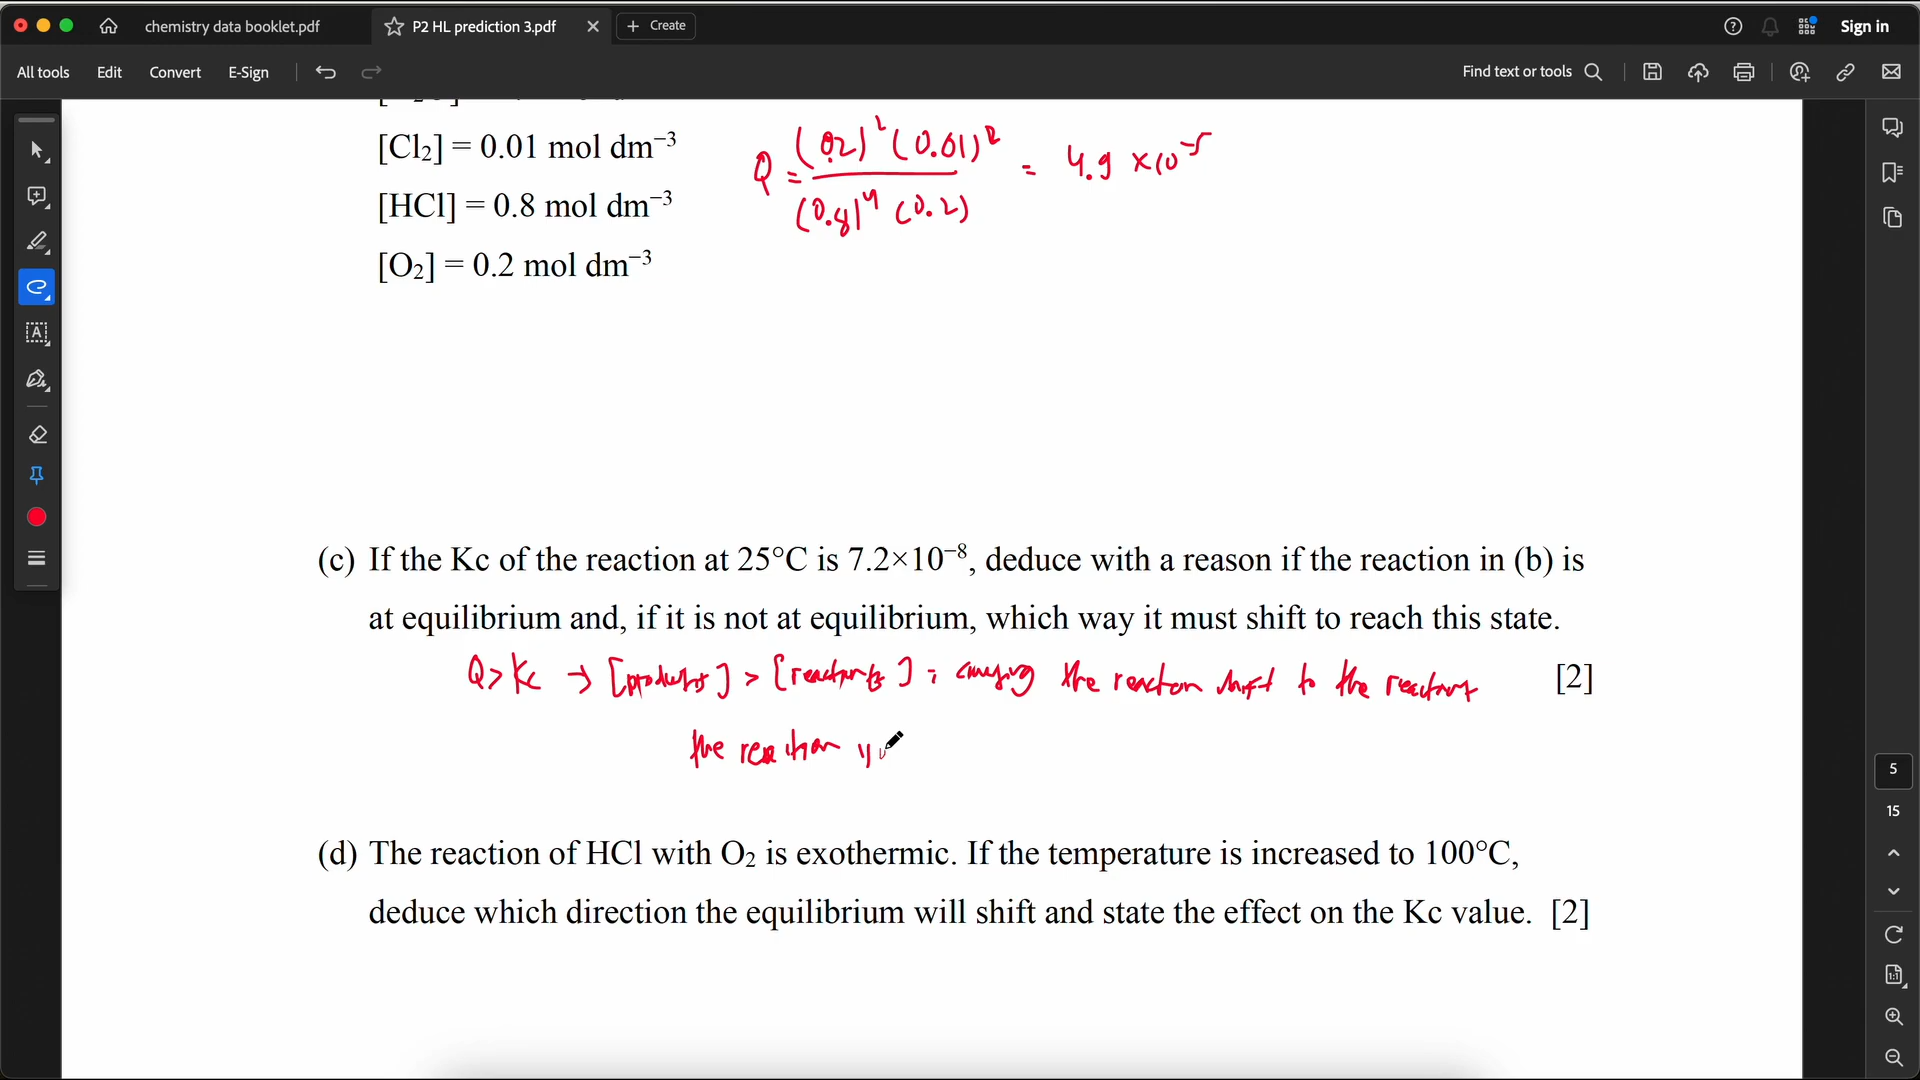 chemistry data booklet.pdf
P2 HL prediction 3.pdf
Create
Sign in
All tools
Edit
Convert
E-Sign
Find text or tools
[Cl₂] = 0.01 mol dm⁻³
[HCl] = 0.8 mol dm⁻³
[O₂] = 0.2 mol dm⁻³
Q = (0.2)² (0.01)² / (0.8)⁴ (0.2) = 4.9 ×10⁻⁵
(c) If the Kc of the reaction at 25°C is 7.2×10⁻⁸, deduce with a reason if the reaction in (b) is
at equilibrium and, if it is not at equilibrium, which way it must shift to reach this state.
[2]
Q > Kc → [products] > [reactants] ; causing the reaction shift to the reactant
the reaction is
(d) The reaction of HCl with O₂ is exothermic. If the temperature is increased to 100°C,
deduce which direction the equilibrium will shift and state the effect on the Kc value. [2]
5
15